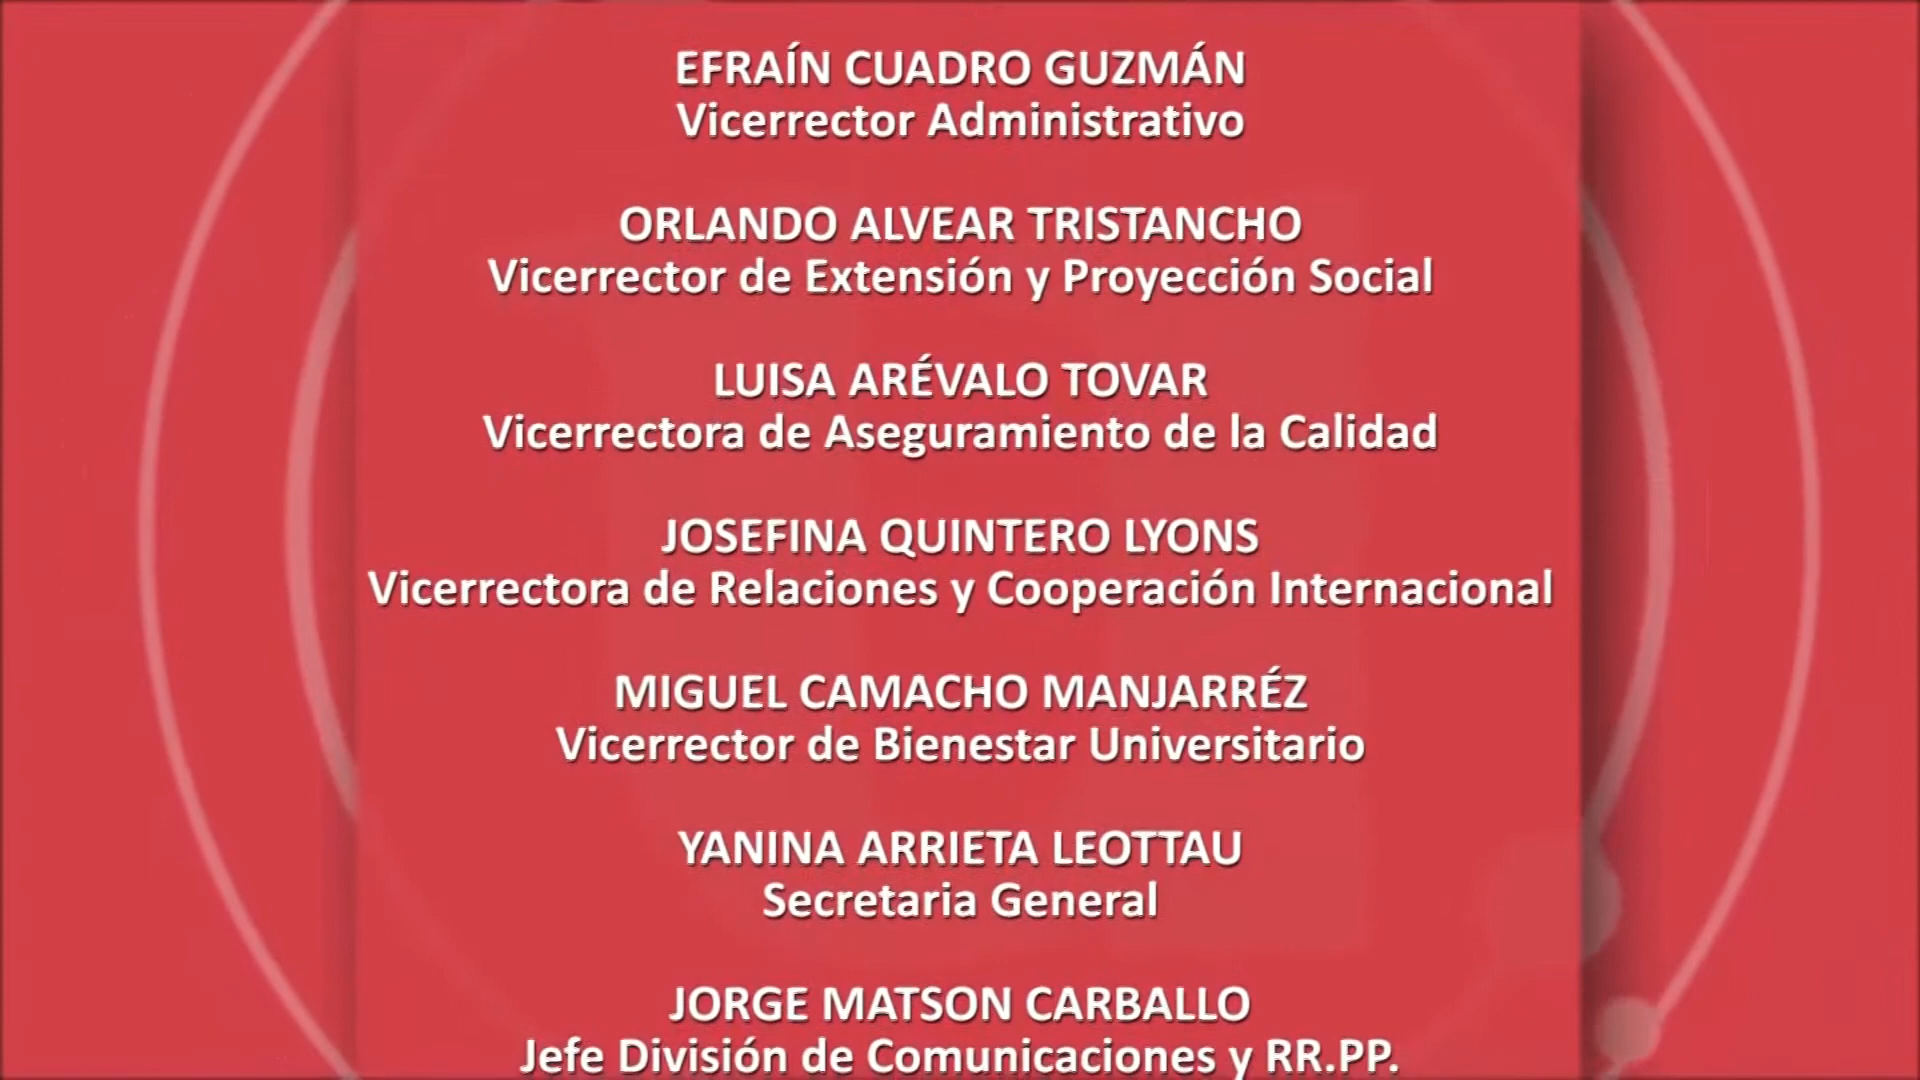 EFRAÍN CUADRO GUZMÁN
Vicerrector Administrativo
ORLANDO ALVEAR TRISTANCHO
Vicerrector de Extensión y Proyección Social
LUISA ARÉVALO TOVAR
Vicerrectora de Aseguramiento de la Calidad
JOSEFINA QUINTERO LYONS
Vicerrectora de Relaciones y Cooperación Internacional
MIGUEL CAMACHO MANJARRÉZ
Vicerrector de Bienestar Universitario
YANINA ARRIETA LEOTTAU
Secretaria General
JORGE MATSON CARBALLO
Jefe División de Comunicaciones y RR.PP.